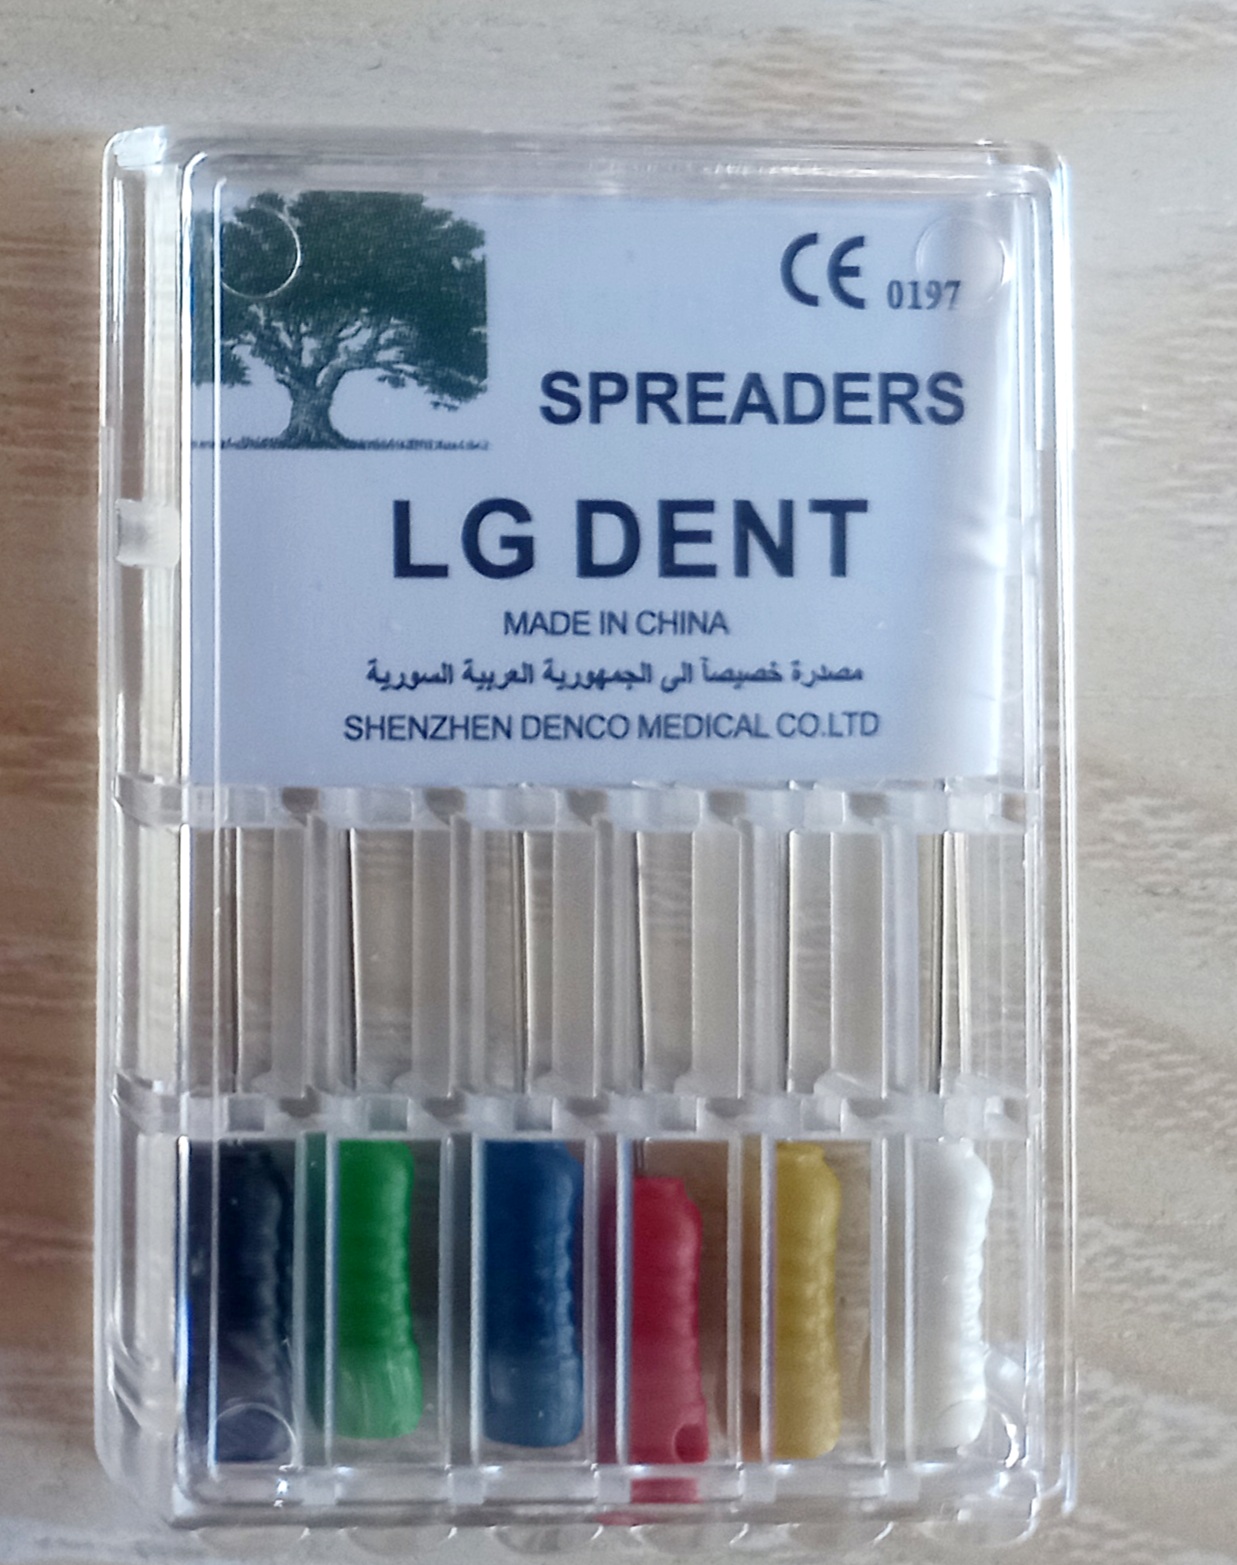 CE 0197
SPREADERS
LG DENT
MADE IN CHINA
مصدرة خصيصاً الى الجمهورية العربية السورية
SHENZHEN DENCO MEDICAL CO.LTD